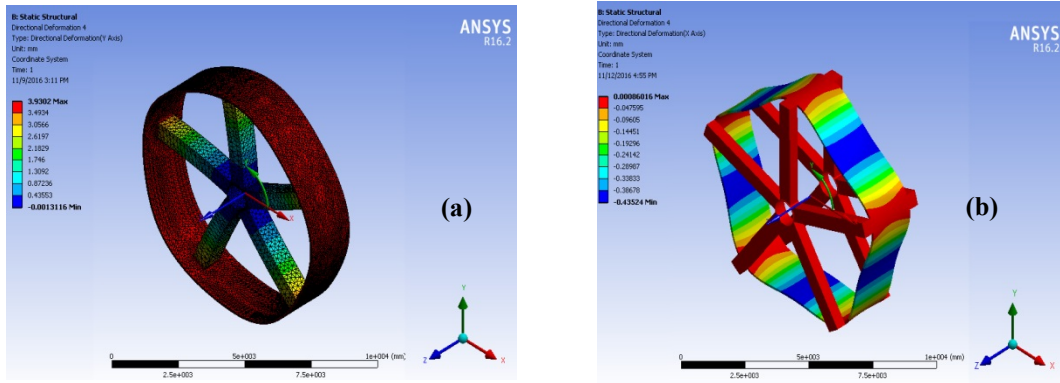 B: Static Structural
Directional Deformation 4
Type: Directional Deformation(Y Axis)
Unit: mm
Coordinate System
Time: 1
11/9/2016 3:11 PM
3.9302 Max
3.4934
3.0566
2.6197
2.1829
1.746
1.3092
0.87236
0.43553
-0.0013116 Min
ANSYS
R16.2
X
(a)
Y
Z
X
0
5e+003
1e+004 (mm)
2.5e+003
7.5e+003
B: Static Structural
Directional Deformation 4
Type: Directional Deformation(X Axis)
Unit: mm
Coordinate System
Time: 1
11/12/2016 4:55 PM
0.00086016 Max
-0.047595
-0.09605
-0.14451
-0.19296
-0.24142
-0.28987
-0.33833
-0.38678
-0.43524 Min
ANSYS
R16.2
(b)
Y
Z
X
0
5e+003
1e+004 (mm)
2.5e+003
7.5e+003